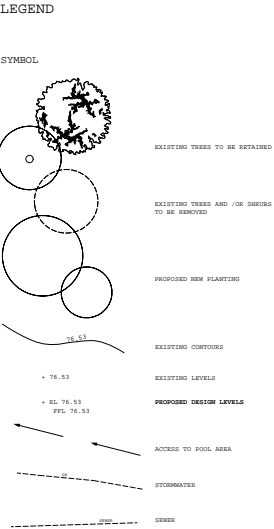 LEGEND
SYMBOL
EXISTING TREES TO BE RETAINED
EXISTING TREES AND /OR SHRUBS
TO BE REMOVED
PROPOSED NEW PLANTING
76.53
EXISTING CONTOURS
+ 76.53 EXISTING LEVELS
+ RL 76.53 PROPOSED DESIGN LEVELS
FFL 76.53
ACCESS TO POOL AREA
SW
STORMWATER
SEWER
SEWER